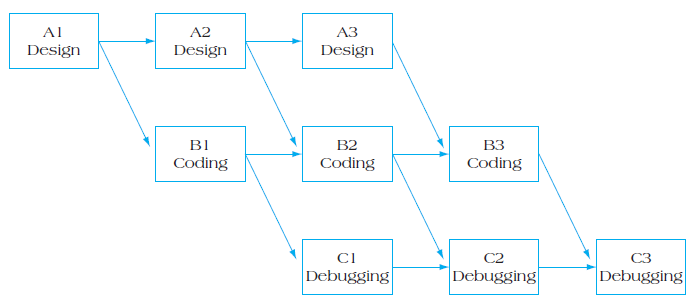 A1
Design
A2
Design
A3
Design
B1
Coding
B2
Coding
B3
Coding
C1
Debugging
C2
Debugging
C3
Debugging